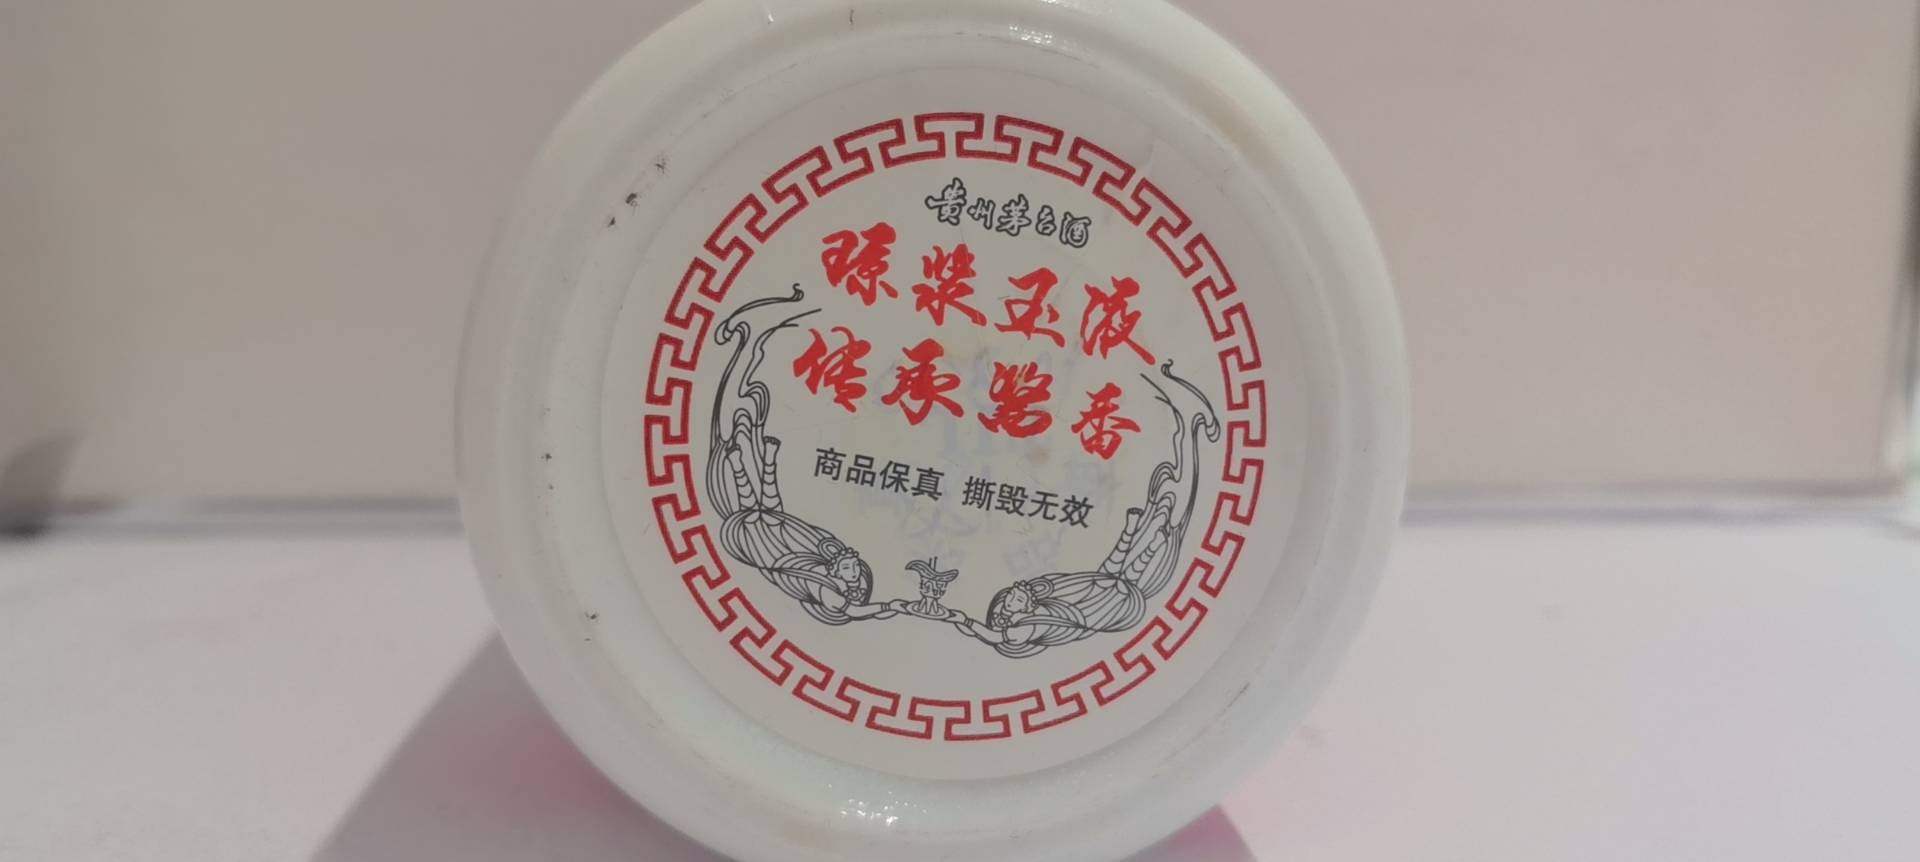 贵州茅台酒
琼浆玉液
传承酱香
商品保真 撕毁无效